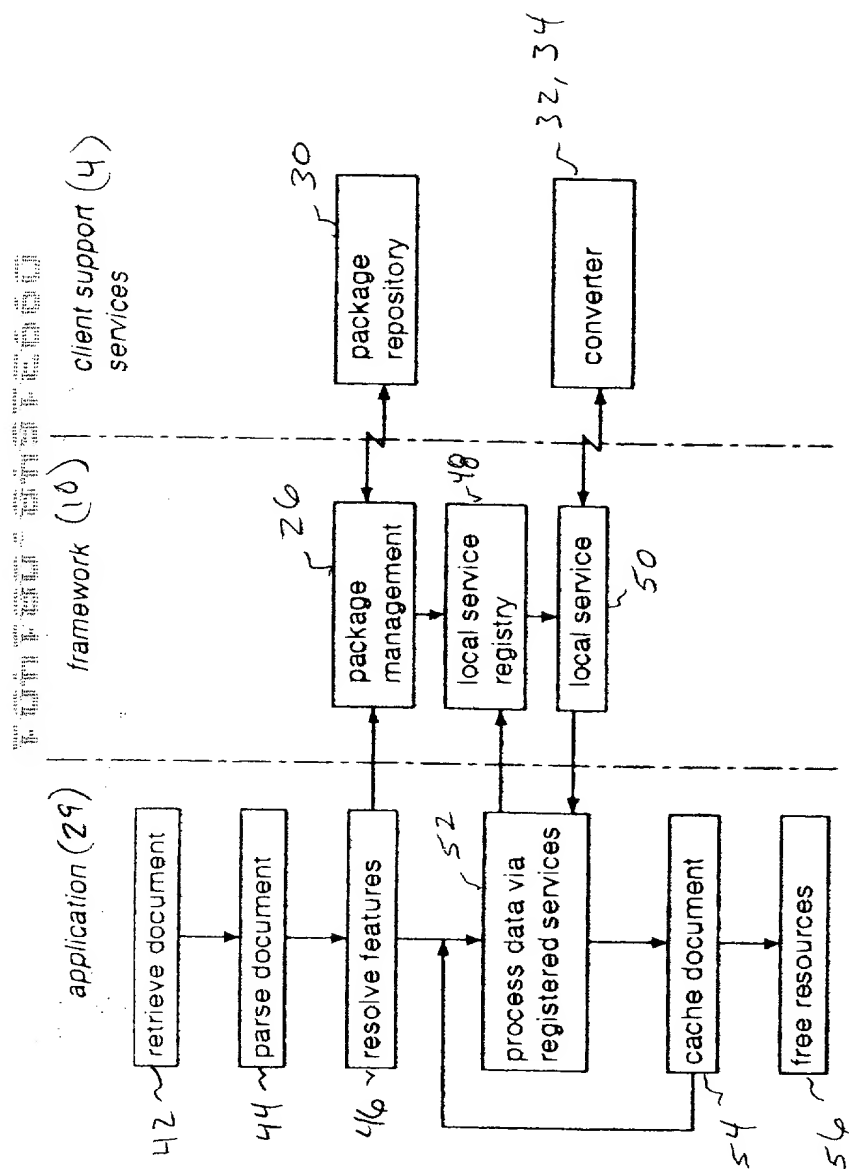 application (29)
framework (10)
client support (4)
services
42
retrieve document
44
parse document
46
resolve features
52
process data via
registered services
54
cache document
56
free resources
26
package
management
48
local service
registry
local service
50
30
package
repository
converter
32, 34